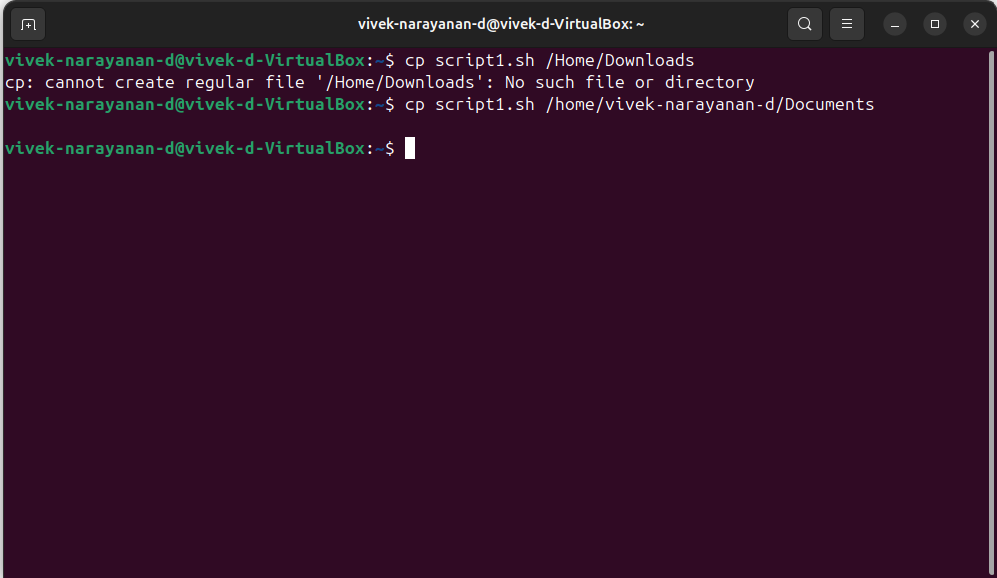 vivek-narayanan-d@vivek-d-VirtualBox: ~
vivek-narayanan-d@vivek-d-VirtualBox:~$ cp script1.sh /Home/Downloads
cp: cannot create regular file '/Home/Downloads': No such file or directory
vivek-narayanan-d@vivek-d-VirtualBox:~$ cp script1.sh /home/vivek-narayanan-d/Documents
vivek-narayanan-d@vivek-d-VirtualBox:~$